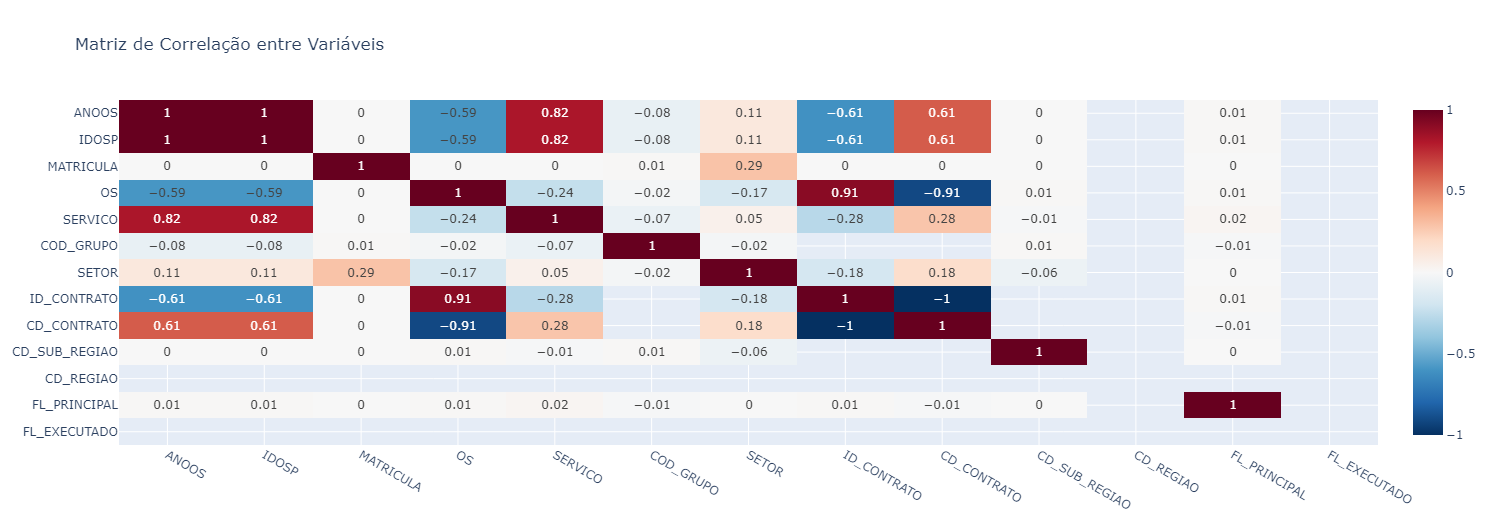 Matriz de Correlação entre Variáveis
ANOOS 1 1 0 −0.59 0.82 −0.08 0.11 −0.61 0.61 0 0.01
IDOSP 1 1 0 −0.59 0.82 −0.08 0.11 −0.61 0.61 0 0.01
MATRICULA 0 0 1 0 0 0.01 0.29 0 0 0 0
OS −0.59 −0.59 0 1 −0.24 −0.02 −0.17 0.91 −0.91 0.01 0.01
SERVICO 0.82 0.82 0 −0.24 1 −0.07 0.05 −0.28 0.28 −0.01 0.02
COD_GRUPO −0.08 −0.08 0.01 −0.02 −0.07 1 −0.02 0.01 −0.01
SETOR 0.11 0.11 0.29 −0.17 0.05 −0.02 1 −0.18 0.18 −0.06 0
ID_CONTRATO −0.61 −0.61 0 0.91 −0.28 −0.18 1 −1 0.01
CD_CONTRATO 0.61 0.61 0 −0.91 0.28 0.18 −1 1 −0.01
CD_SUB_REGIAO 0 0 0 0.01 −0.01 0.01 −0.06 1 0
CD_REGIAO
FL_PRINCIPAL 0.01 0.01 0 0.01 0.02 −0.01 0 0.01 −0.01 0 1
FL_EXECUTADO
ANOOS IDOSP MATRICULA OS SERVICO COD_GRUPO SETOR ID_CONTRATO CD_CONTRATO CD_SUB_REGIAO CD_REGIAO FL_PRINCIPAL FL_EXECUTADO
1
0.5
0
−0.5
−1